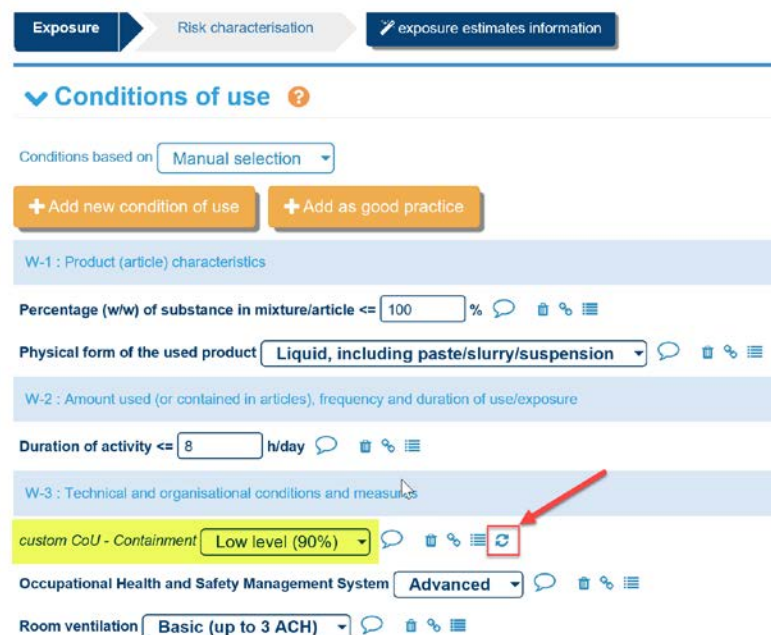 Exposure Risk characterisation exposure estimates information
Conditions of use ?
Conditions based on Manual selection
+ Add new condition of use + Add as good practice
W-1 : Product (article) characteristics
Percentage (w/w) of substance in mixture/article <= 100 %
Physical form of the used product Liquid, including paste/slurry/suspension
W-2 : Amount used (or contained in articles), frequency and duration of use/exposure
Duration of activity <= 8 h/day
W-3 : Technical and organisational conditions and measures
custom CoU - Containment Low level (90%)
Occupational Health and Safety Management System Advanced
Room ventilation Basic (up to 3 ACH)